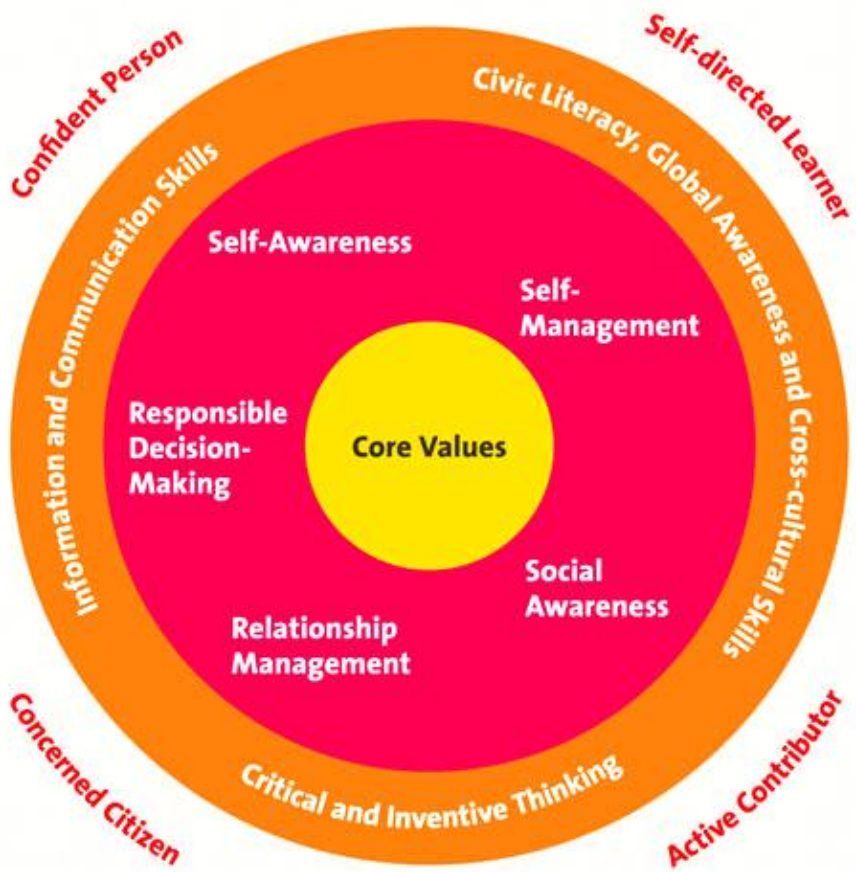 Confident Person
Self-directed Learner
Information and Communication Skills
Civic Literacy, Global Awareness and Cross-cultural Skills
Self-Awareness
Self-
Management
Responsible
Decision-
Making
Core Values
Social
Awareness
Relationship
Management
Critical and Inventive Thinking
Concerned Citizen
Active Contributor